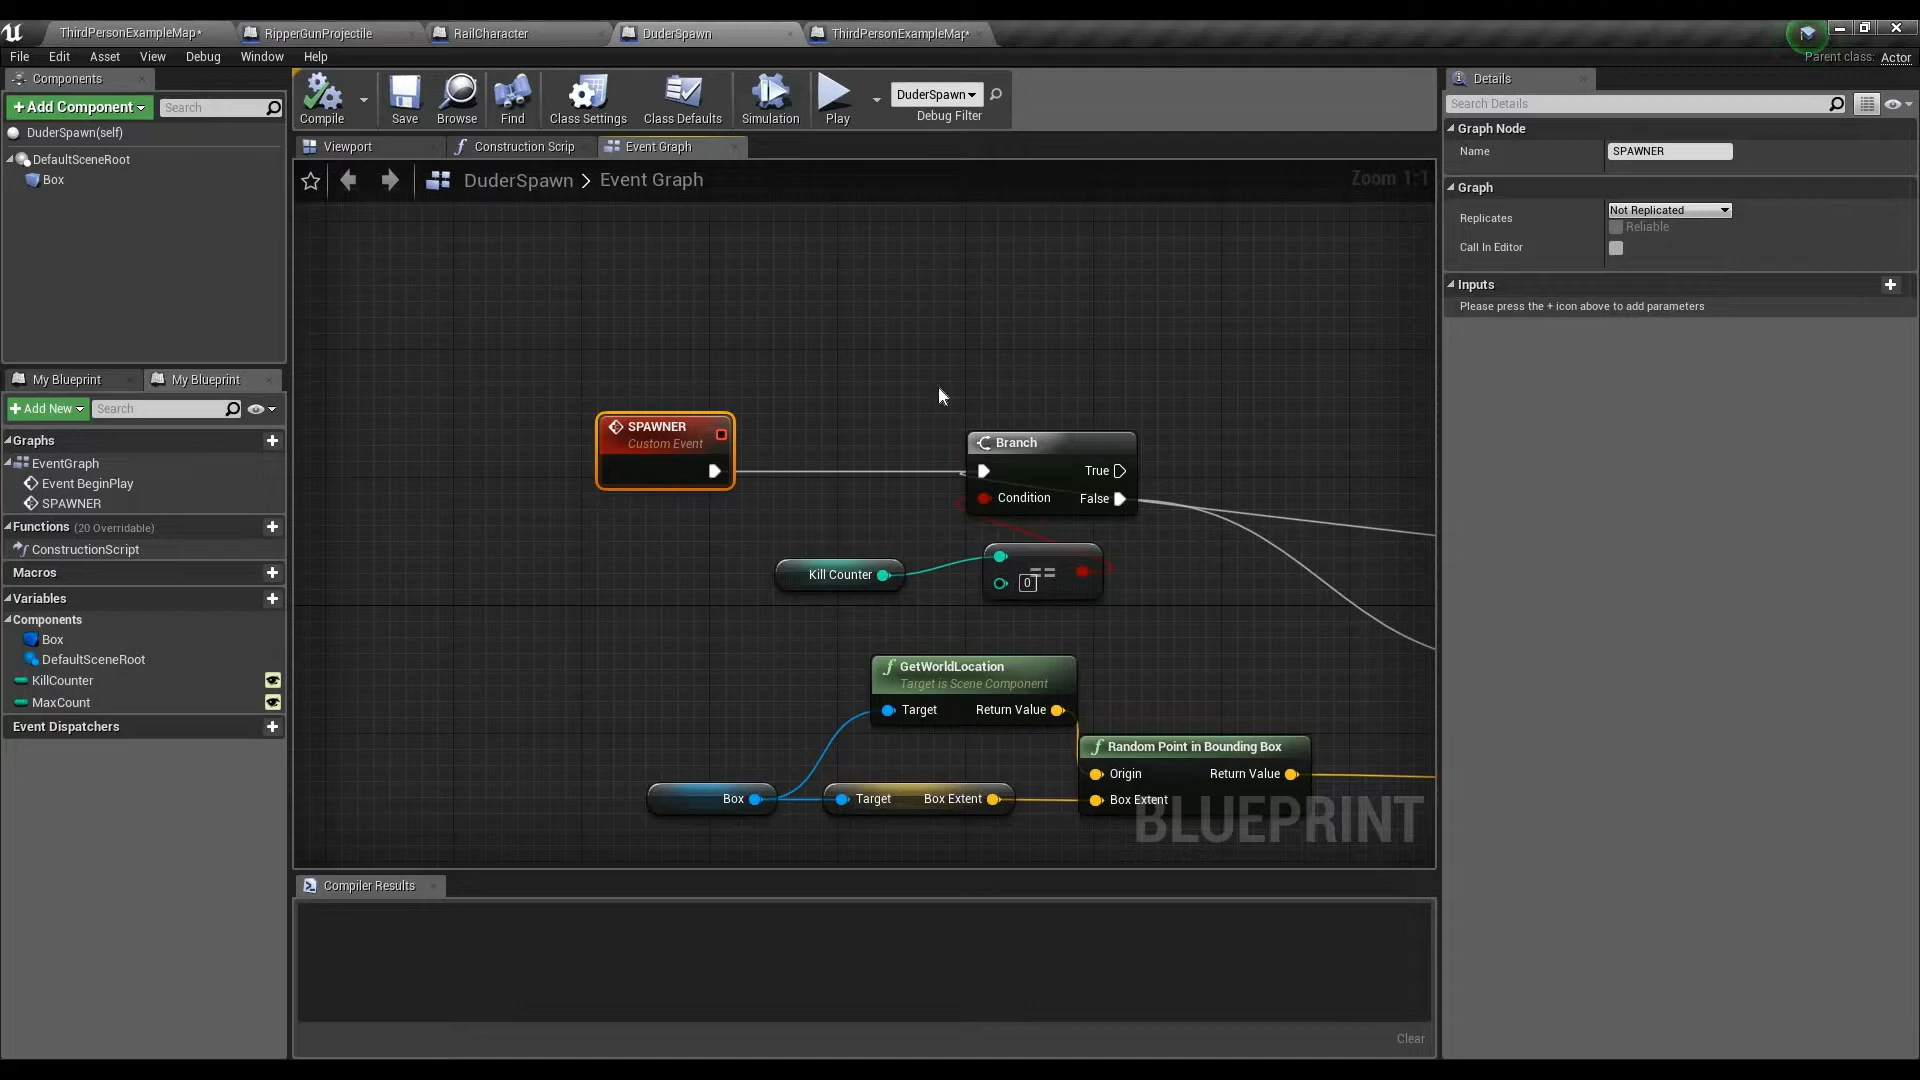 ThirdPersonExampleMap*
RipperGunProjectile
RailCharacter
DuderSpawn
ThirdPersonExampleMap*
File Edit Asset View Debug Window Help
Parent class: Actor
Components
+Add Component
Search
DuderSpawn(self)
DefaultSceneRoot
Box
Compile
Save
Browse
Find
Class Settings
Class Defaults
Simulation
Play
DuderSpawn
Debug Filter
Viewport
Construction Scrip
Event Graph
DuderSpawn > Event Graph
Zoom 1:1
My Blueprint
My Blueprint
+Add New
Search
Graphs
EventGraph
Event BeginPlay
SPAWNER
Functions (20 Overridable)
ConstructionScript
Macros
Variables
Components
Box
DefaultSceneRoot
KillCounter
MaxCount
Event Dispatchers
SPAWNER
Custom Event
Branch
True
Condition
False
Kill Counter
==
0
GetWorldLocation
Target is Scene Component
Target
Return Value
Random Point in Bounding Box
Origin
Return Value
Box Extent
Box
Target
Box Extent
BLUEPRINT
Compiler Results
Clear
Details
Search Details
Graph Node
Name
SPAWNER
Graph
Replicates
Not Replicated
Reliable
Call In Editor
Inputs
Please press the + icon above to add parameters